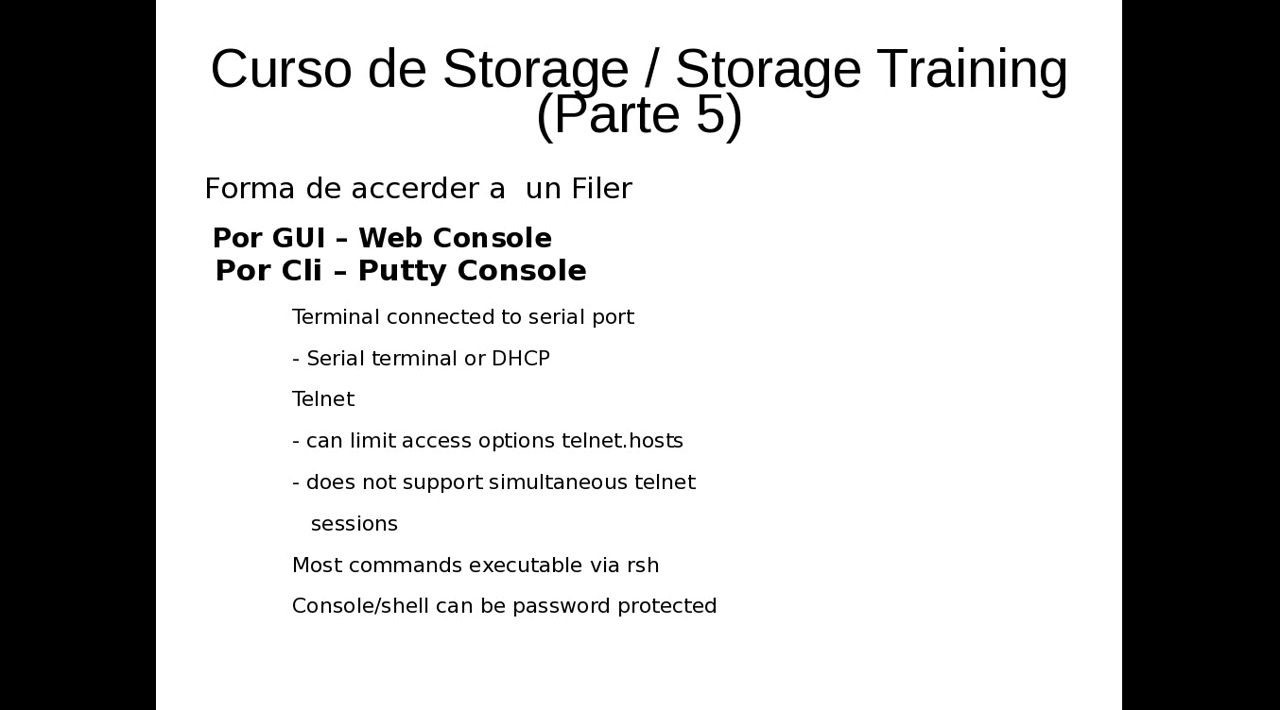 Curso de Storage / Storage Training
(Parte 5)
Forma de accerder a un Filer
Por GUI – Web Console
Por Cli – Putty Console
Terminal connected to serial port
- Serial terminal or DHCP
Telnet
- can limit access options telnet.hosts
- does not support simultaneous telnet
sessions
Most commands executable via rsh
Console/shell can be password protected